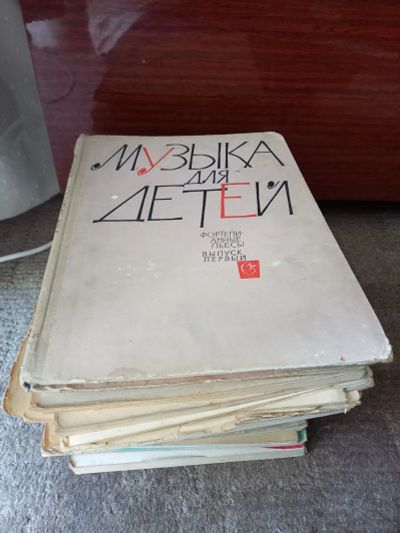 МУЗЫКА
ДЛЯ
ДЕТЕЙ
ФОРТЕПИ-
АННЫЕ
ПЬЕСЫ
ВЫПУСК
ПЕРВЫЙ